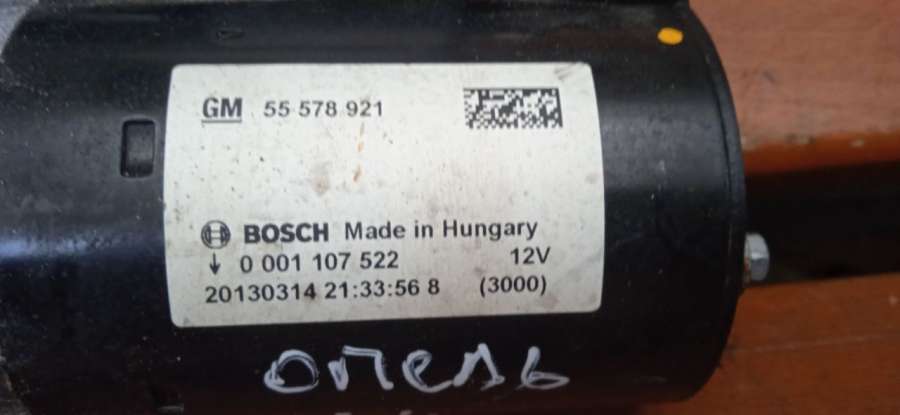 GM 55 578 921
BOSCH Made in Hungary
↓ 0 001 107 522 12V
20130314 21:33:56 8 (3000)
опель